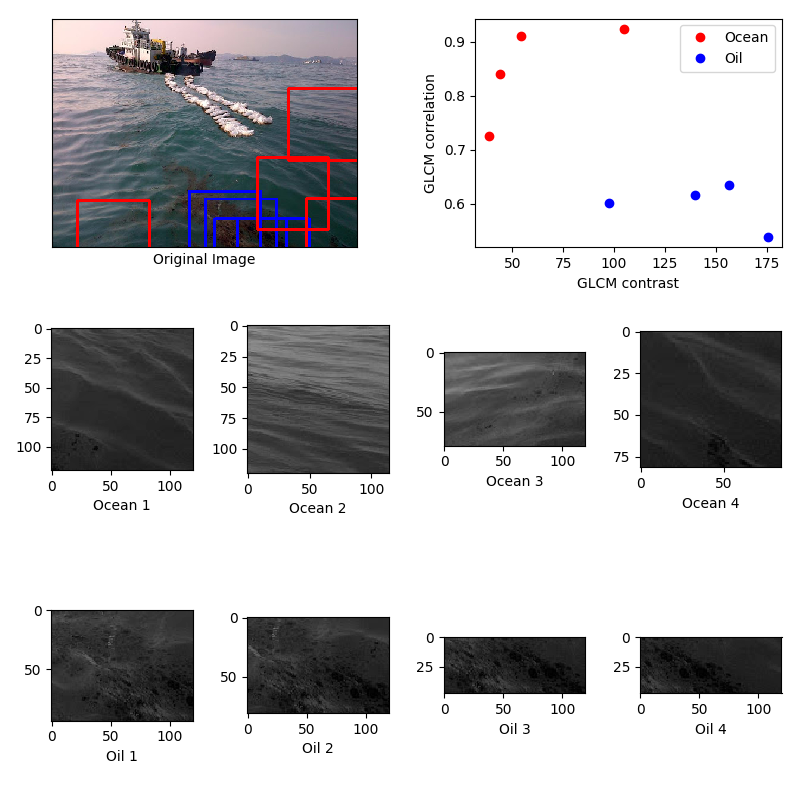 Original Image
GLCM correlation
0.9
0.8
0.7
0.6
Ocean
Oil
50 75 100 125 150 175
GLCM contrast
0
25
50
75
100
0 50 100
Ocean 1
0
25
50
75
100
0 50 100
Ocean 2
0
50
0 50 100
Ocean 3
0
25
50
75
0 50
Ocean 4
0
50
0 50 100
Oil 1
0
50
0 50 100
Oil 2
0
25
0 50 100
Oil 3
0
25
0 50 100
Oil 4